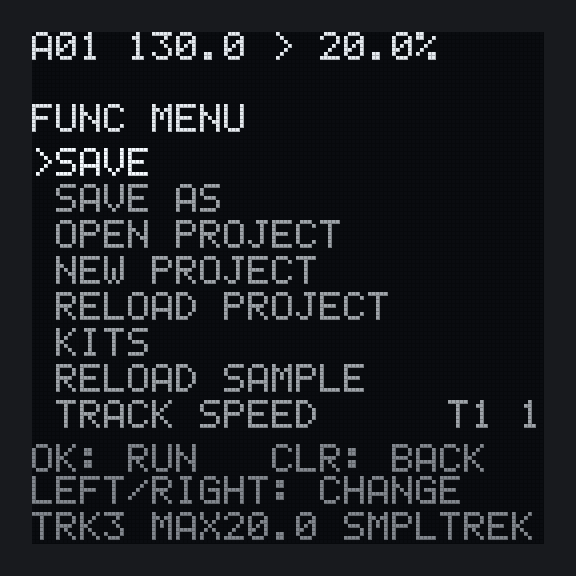 A01 130.0 > 20.0%
FUNC MENU
>SAVE
SAVE AS
OPEN PROJECT
NEW PROJECT
RELOAD PROJECT
KITS
RELOAD SAMPLE
TRACK SPEED T1 1
OK: RUN CLR: BACK
LEFT/RIGHT: CHANGE
TRK3 MAX20.0 SMPLTREK